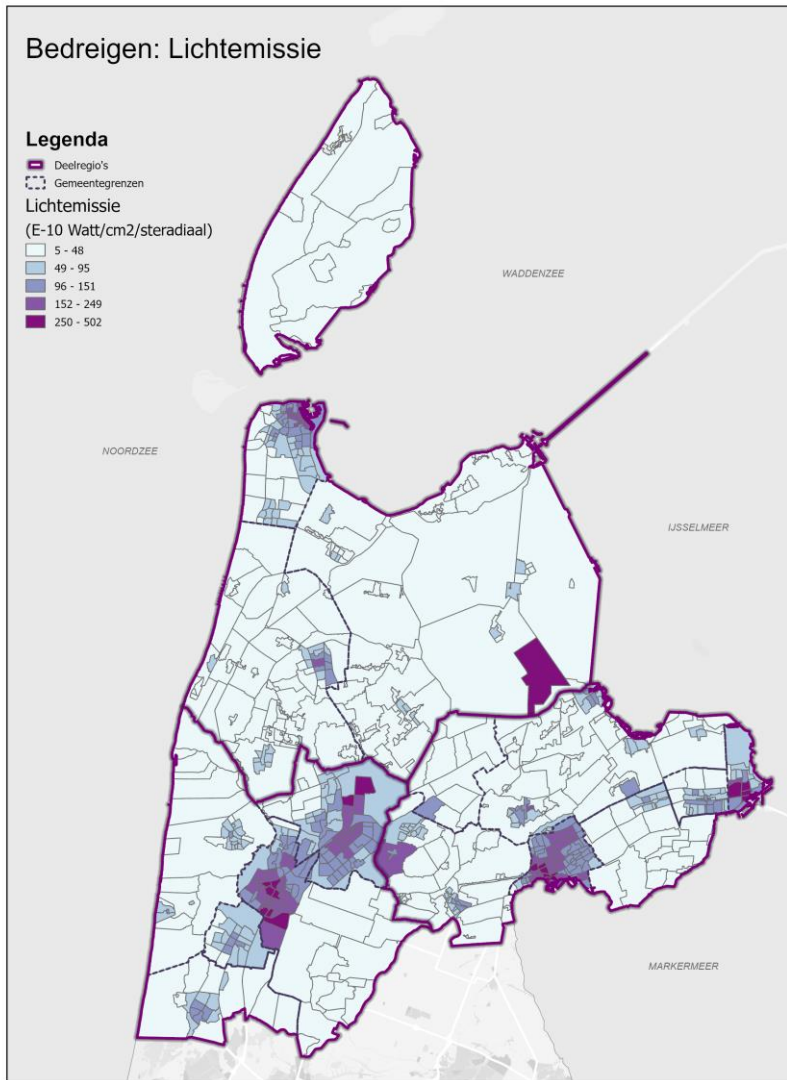 Bedreigen: Lichtemissie
Legenda
Deelregio's
Gemeentegrenzen
Lichtemissie
(E-10 Watt/cm2/steradiaal)
5 - 48
49 - 95
96 - 151
152 - 249
250 - 502
WADDENZEE
NOORDZEE
IJSSELMEER
MARKERMEER